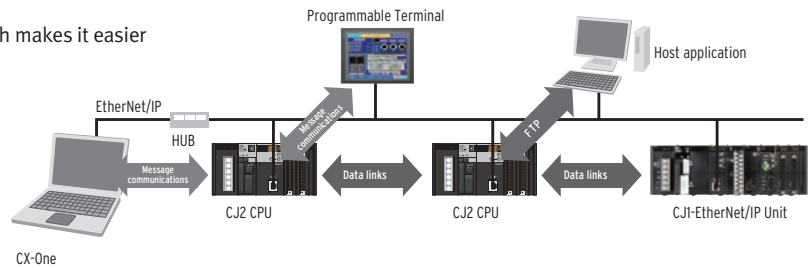 Programmable Terminal
h makes it easier
Host application
EtherNet/IP
HUB
Message
communications
FTP
Message
communications
Data links
Data links
CJ2 CPU
CJ2 CPU
CJ1-EtherNet/IP Unit
CX-One